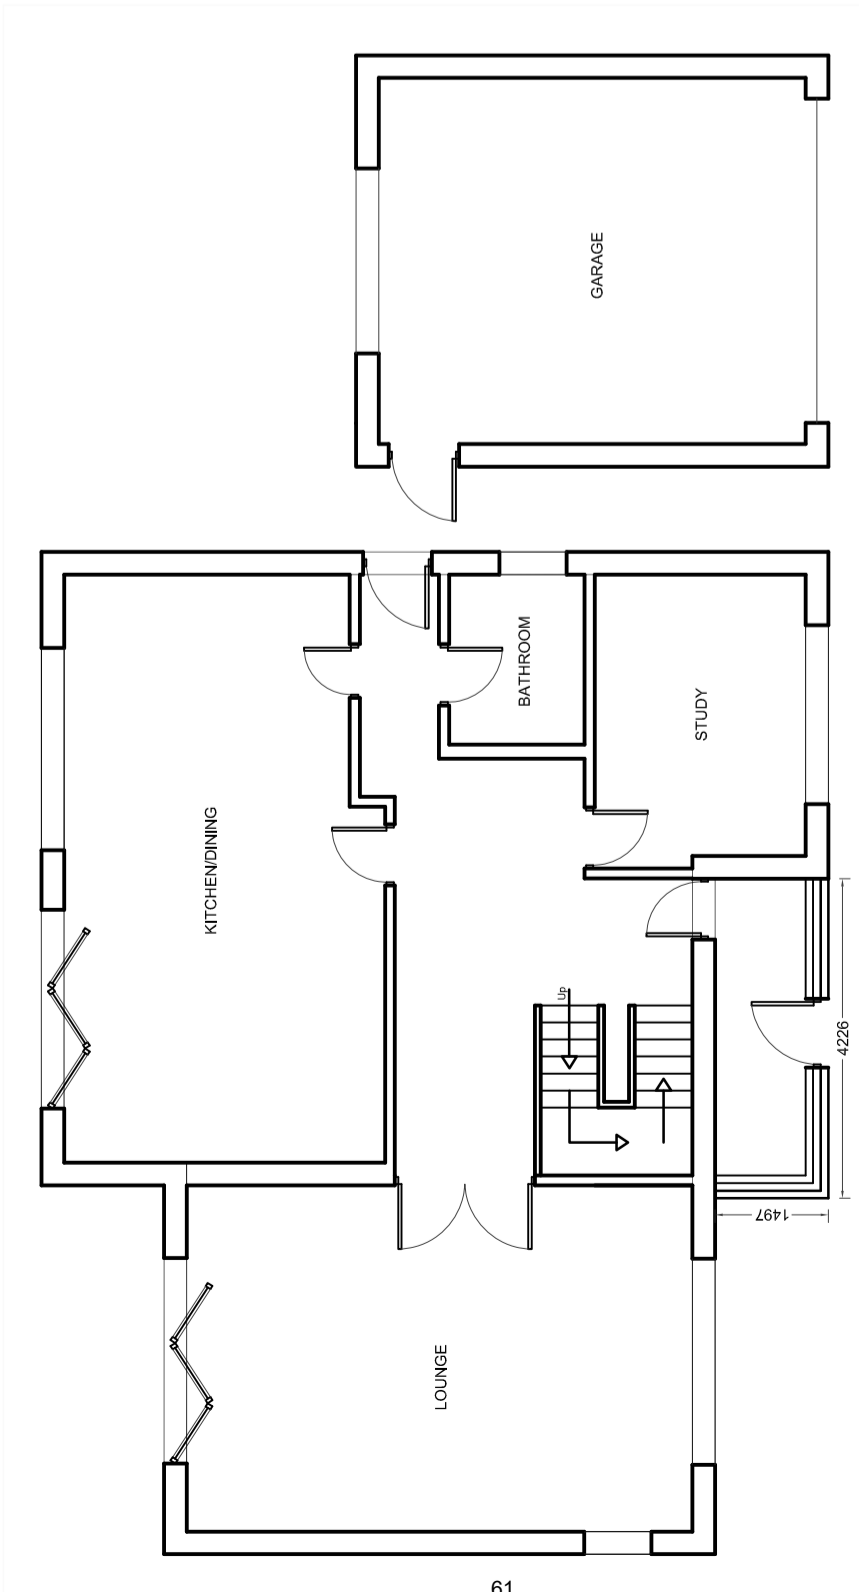 GARAGE
BATHROOM
STUDY
KITCHEN/DINING
Up
4226
1497
LOUNGE
61